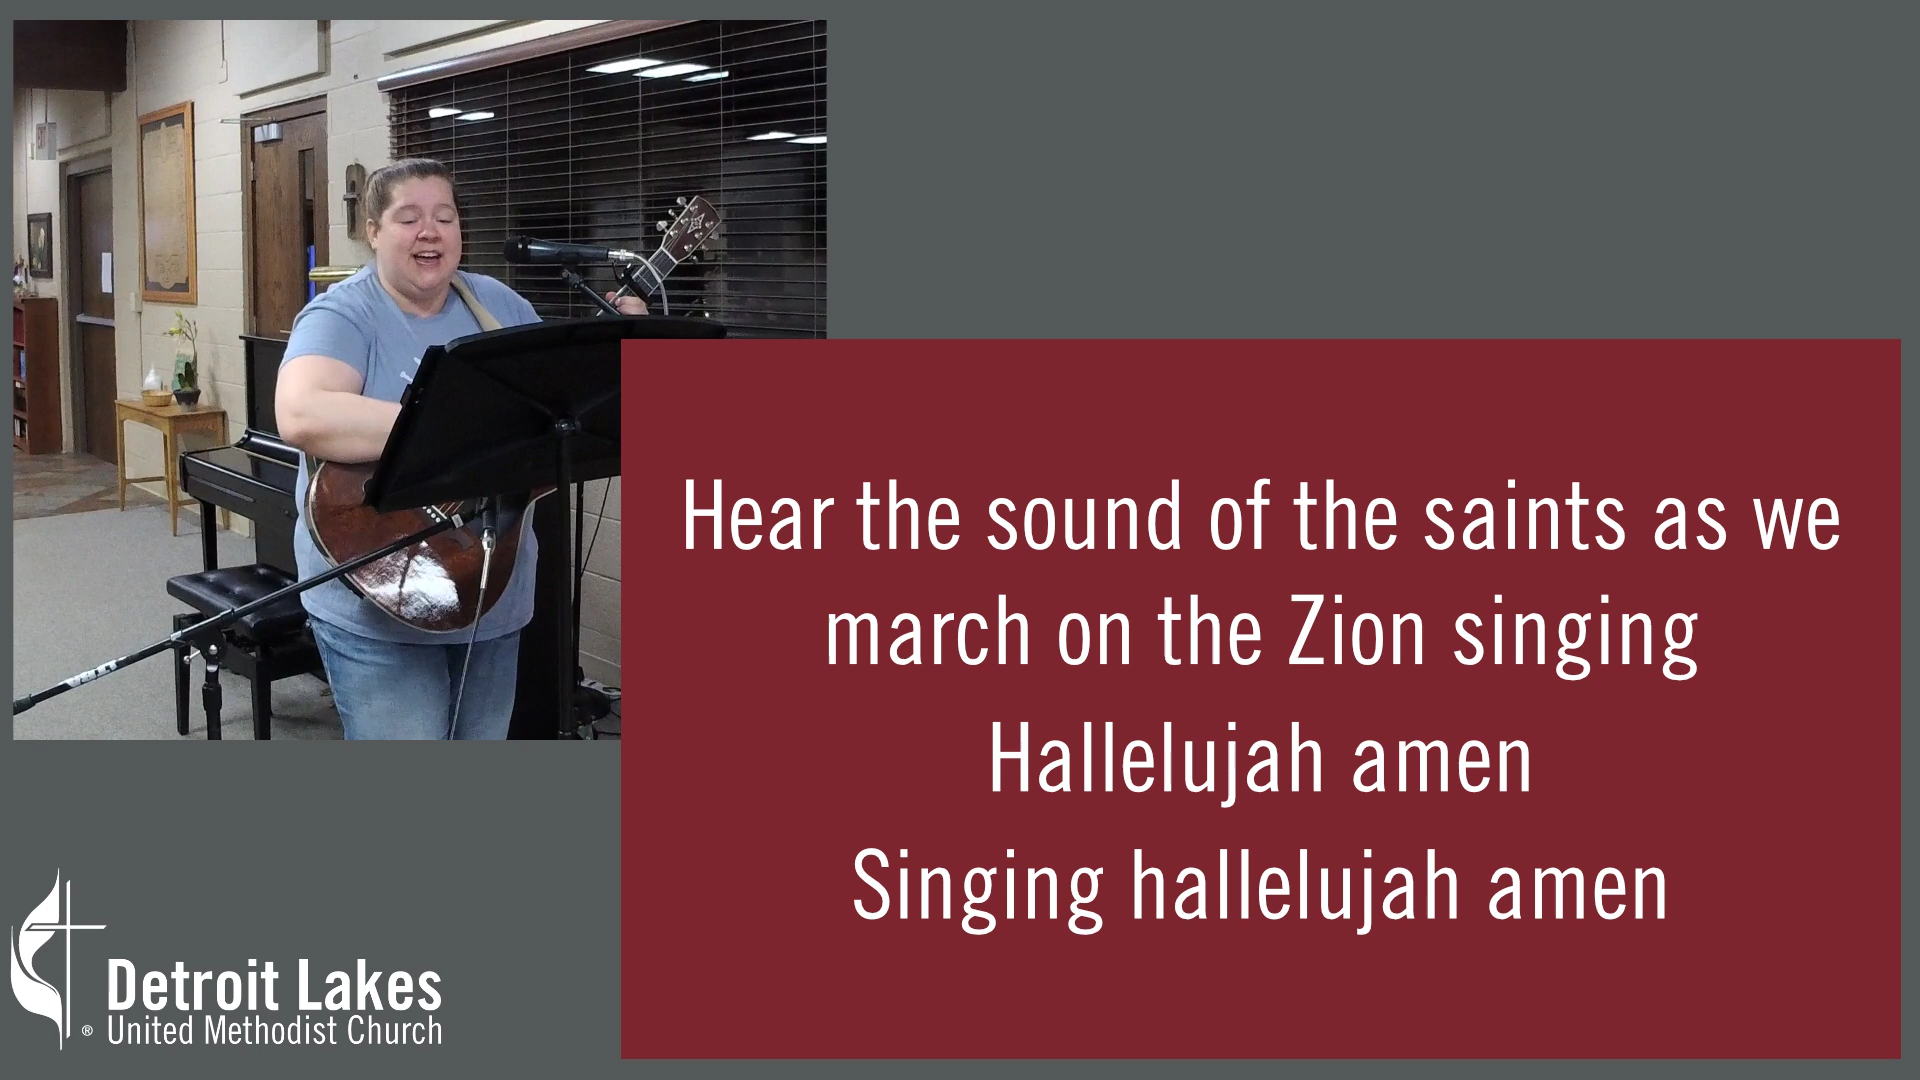 Hear the sound of the saints as we
march on the Zion singing
Hallelujah amen
Singing hallelujah amen
Detroit Lakes
® United Methodist Church